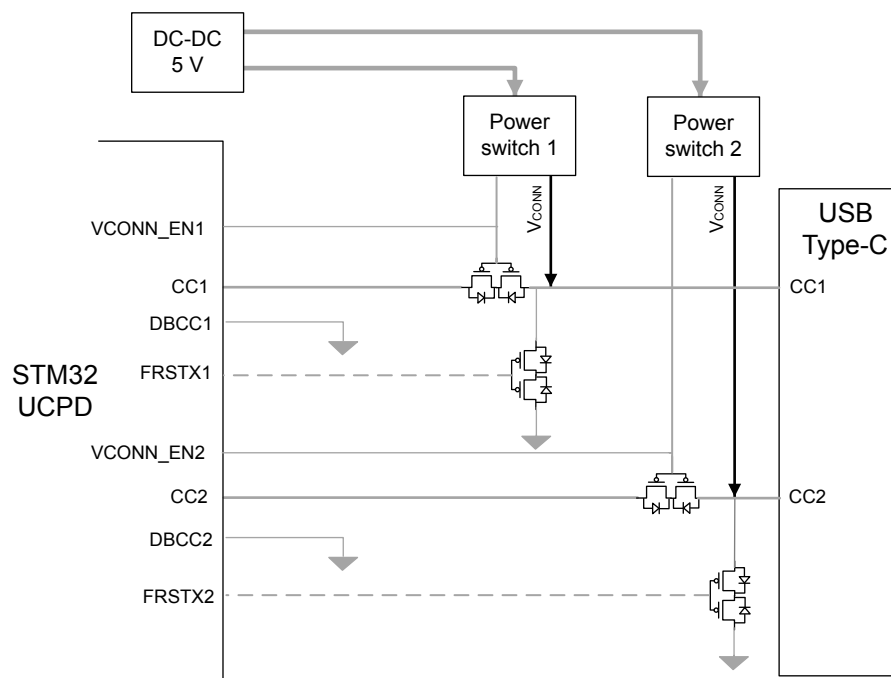 DC-DC
5 V
Power
switch 1
Power
switch 2
VCONN
VCONN
USB
Type-C
VCONN_EN1
CC1
CC1
DBCC1
FRSTX1
STM32
UCPD
VCONN_EN2
CC2
CC2
DBCC2
FRSTX2